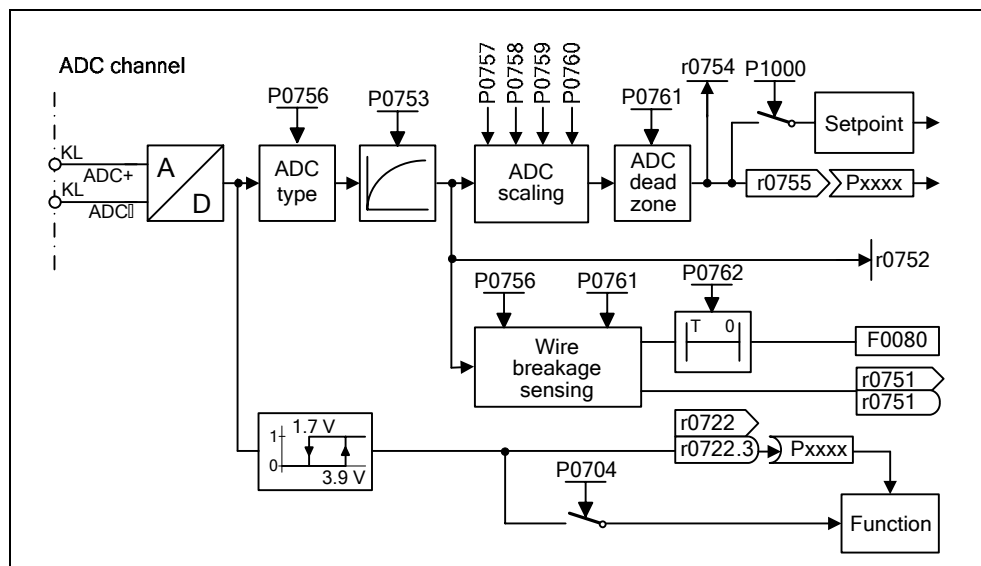 ADC channel
P0757
P0758
P0759
P0760
r0754
P1000
P0756
P0753
P0761
KL
ADC+
KL
ADC▯
A
D
ADC
type
ADC
scaling
ADC
dead
zone
Setpoint
r0755
Pxxxx
r0752
P0756
P0761
P0762
T 0
Wire
breakage
sensing
F0080
r0751
r0751
1.7 V
1
0
3.9 V
r0722
r0722.3
Pxxxx
P0704
Function